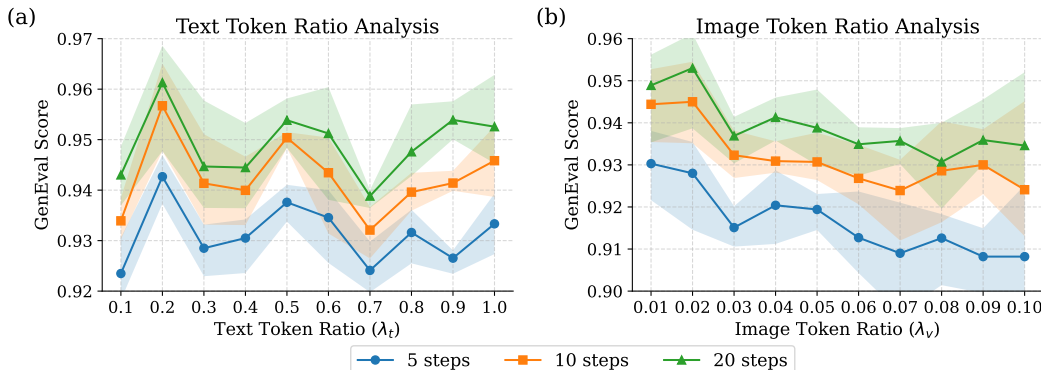 (a)
Text Token Ratio Analysis
GenEval Score
0.97
0.96
0.95
0.94
0.93
0.92
0.1 0.2 0.3 0.4 0.5 0.6 0.7 0.8 0.9 1.0
Text Token Ratio (λt)
(b)
Image Token Ratio Analysis
GenEval Score
0.96
0.95
0.94
0.93
0.92
0.91
0.90
0.01 0.02 0.03 0.04 0.05 0.06 0.07 0.08 0.09 0.10
Image Token Ratio (λv)
5 steps 10 steps 20 steps